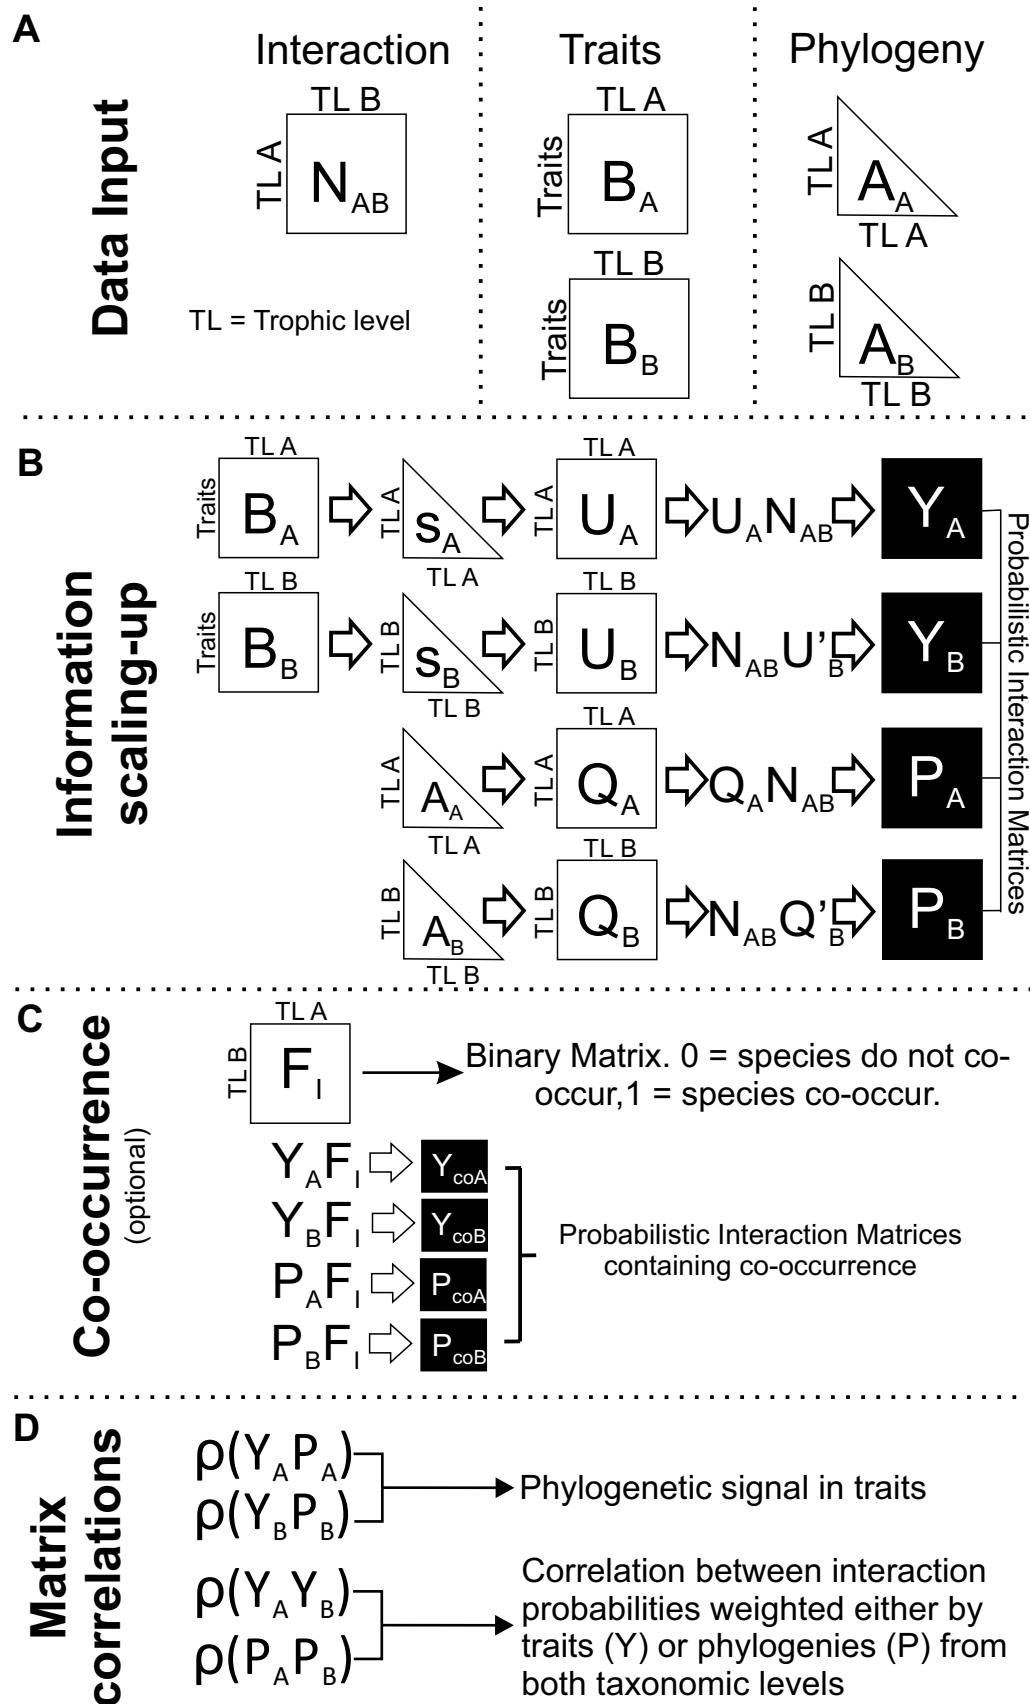 A
Data Input
Interaction
Traits
Phylogeny
TL B
TL A
N_AB
TL = Trophic level
TL A
Traits
B_A
TL B
Traits
B_B
TL A
A_A
TL A
TL B
A_B
TL B
B
Information
scaling-up
TL A
Traits
B_A
TL A
s_A
TL A
TL A
TL A
U_A
U_A N_AB
Y_A
TL B
Traits
B_B
TL B
s_B
TL B
TL B
TL B
U_B
N_AB U'_B
Y_B
TL A
A_A
TL A
TL A
TL A
Q_A
Q_A N_AB
P_A
TL B
A_B
TL B
TL B
TL B
Q_B
N_AB Q'_B
P_B
Probabilistic Interaction Matrices
C
Co-occurrence
(optional)
TL A
TL B
F_I
Binary Matrix. 0 = species do not co-
occur,1 = species co-occur.
Y_A F_I
Y_coA
Y_B F_I
Y_coB
P_A F_I
P_coA
P_B F_I
P_coB
Probabilistic Interaction Matrices
containing co-occurrence
D
Matrix
correlations
ρ(Y_A P_A)
ρ(Y_B P_B)
Phylogenetic signal in traits
ρ(Y_A Y_B)
ρ(P_A P_B)
Correlation between interaction
probabilities weighted either by
traits (Y) or phylogenies (P) from
both taxonomic levels